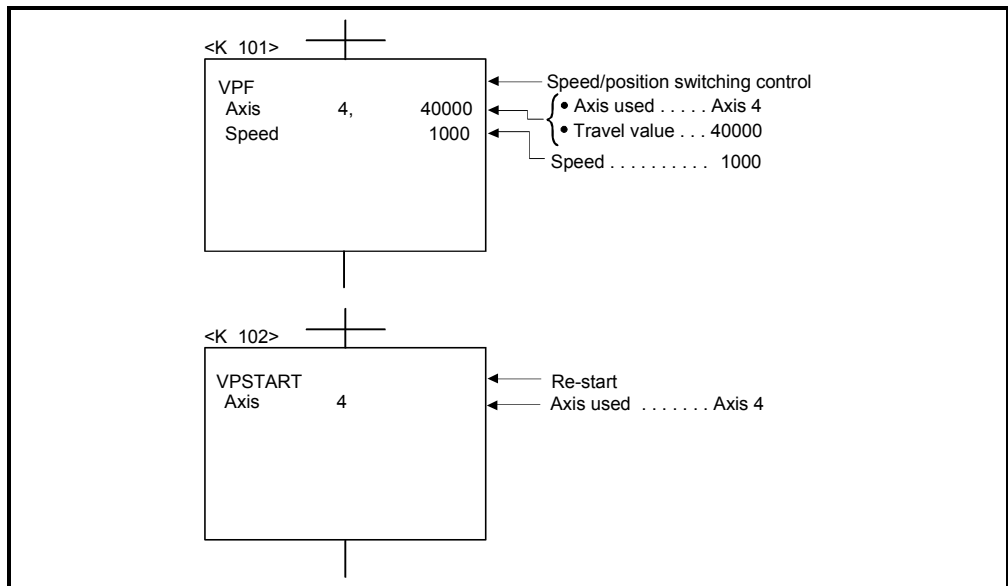 <K 101>
VPF
Axis 4, 40000
Speed 1000
Speed/position switching control
• Axis used . . . . . Axis 4
• Travel value . . . 40000
Speed . . . . . . . . . . 1000
<K 102>
VPSTART
Axis 4
Re-start
Axis used . . . . . . . Axis 4